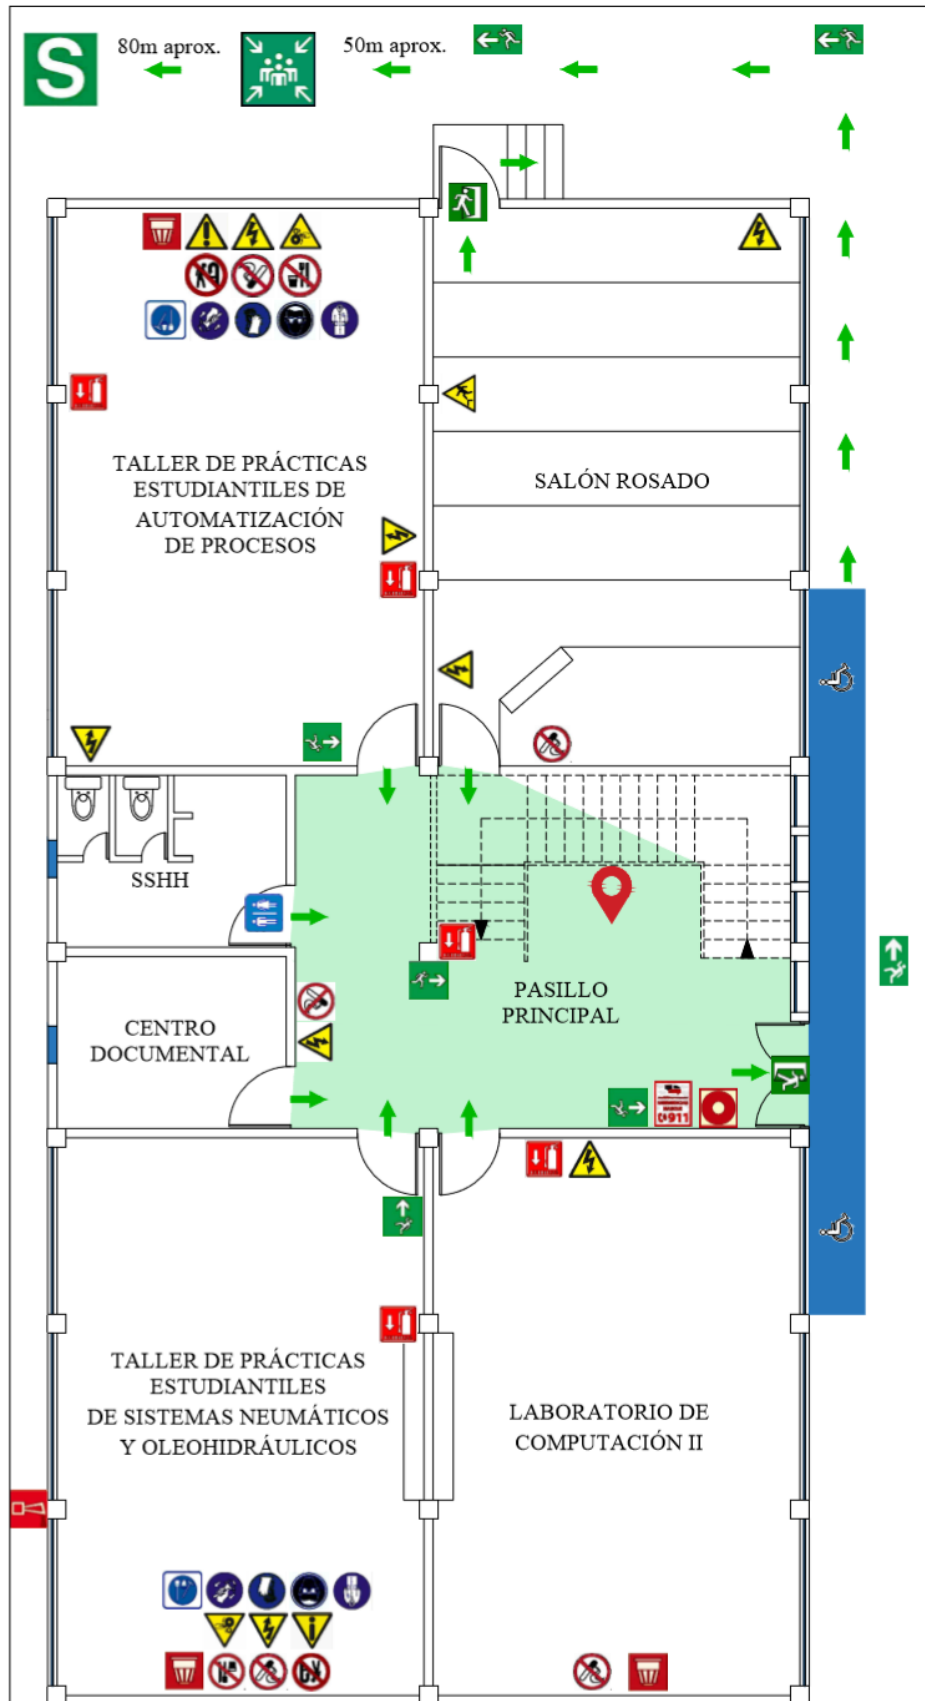 S
80m aprox.
50m aprox.
TALLER DE PRÁCTICAS
ESTUDIANTILES DE
AUTOMATIZACIÓN
DE PROCESOS
SALÓN ROSADO
SSHH
PASILLO
PRINCIPAL
CENTRO
DOCUMENTAL
911
TALLER DE PRÁCTICAS
ESTUDIANTILES
DE SISTEMAS NEUMÁTICOS
Y OLEOHIDRÁULICOS
LABORATORIO DE
COMPUTACIÓN II